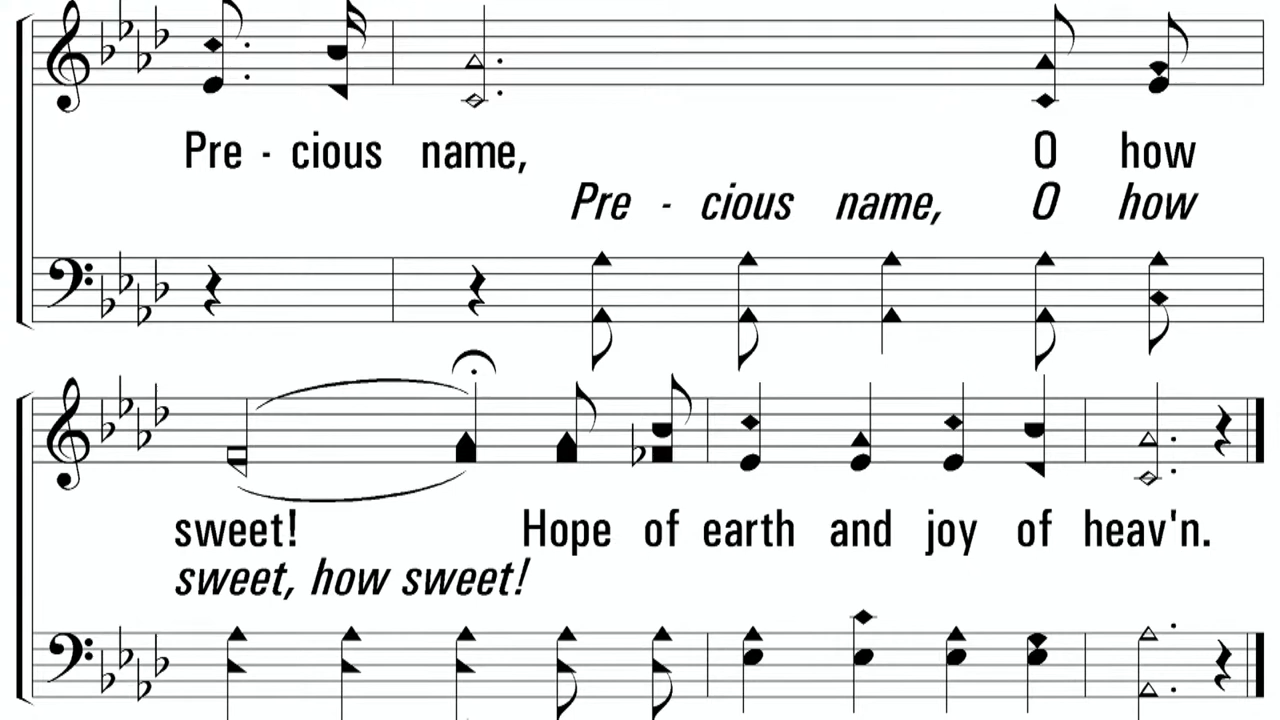 Pre - cious name, O how
Pre - cious name, O how
sweet! Hope of earth and joy of heav'n.
sweet, how sweet!